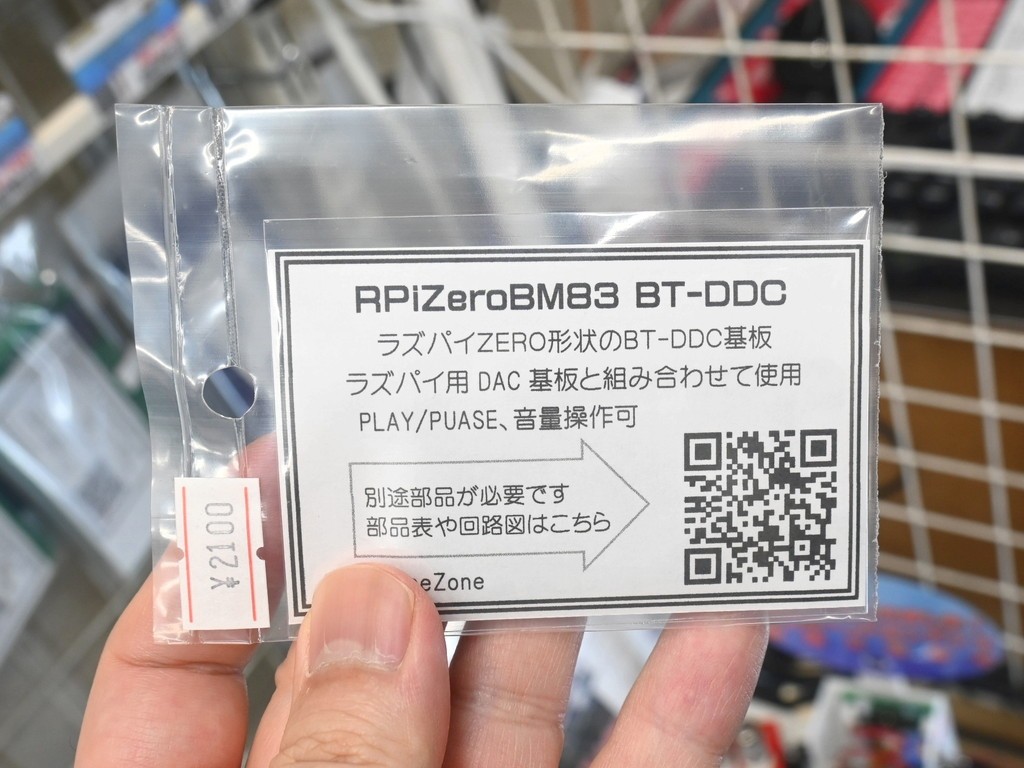 RPiZeroBM83 BT-DDC
ラズパイZERO形状のBT-DDC基板
ラズパイ用 DAC 基板と組み合わせて使用
PLAY/PUASE、音量操作可
別途部品が必要です
部品表や回路図はこちら
¥2100